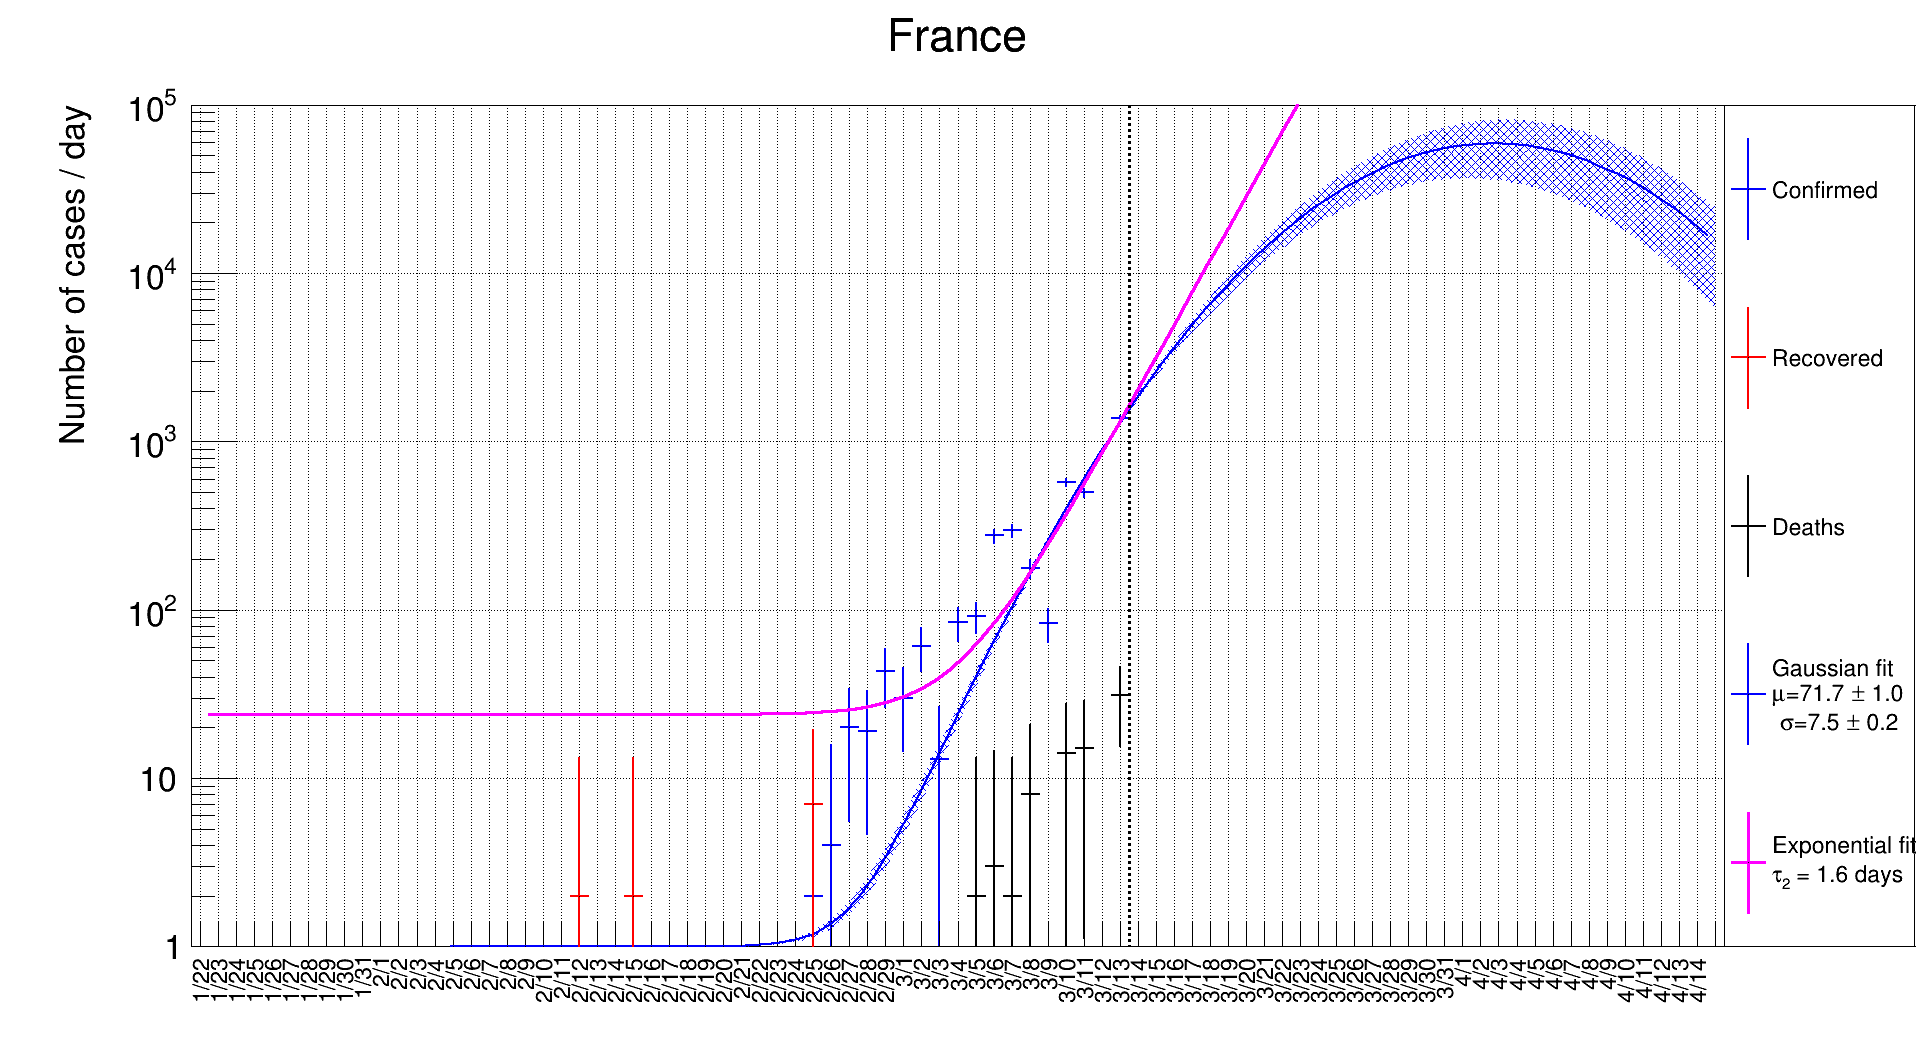 France
Number of cases / day
10⁵
10⁴
10³
10²
10
1
1/22 1/23 1/24 1/25 1/26 1/27 1/28 1/29 1/30 1/31 2/1 2/2 2/3 2/4 2/5 2/6 2/7 2/8 2/9 2/10 2/11 2/12 2/13 2/14 2/15 2/16 2/17 2/18 2/19 2/20 2/21 2/22 2/23 2/24 2/25 2/26 2/27 2/28 2/29 3/1 3/2 3/3 3/4 3/5 3/6 3/7 3/8 3/9 3/10 3/11 3/12 3/13 3/14 3/15 3/16 3/17 3/18 3/19 3/20 3/21 3/22 3/23 3/24 3/25 3/26 3/27 3/28 3/29 3/30 3/31 4/1 4/2 4/3 4/4 4/5 4/6 4/7 4/8 4/9 4/10 4/11 4/12 4/13 4/14
Confirmed
Recovered
Deaths
Gaussian fit
μ=71.7 ± 1.0
σ=7.5 ± 0.2
Exponential fit
τ₂ = 1.6 days